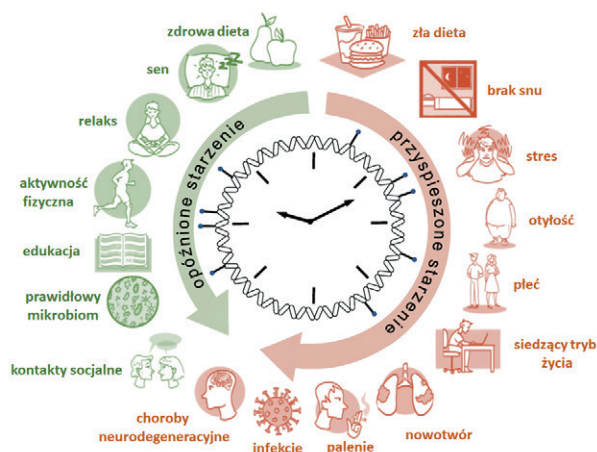 zdrowa dieta
sen
relaks
aktywność
fizyczna
edukacja
prawidłowy
mikrobiom
kontakty socjalne
opóźnione starzenie
zła dieta
brak snu
stres
otyłość
płeć
siedzący tryb
życia
nowotwór
palenie
infekcje
choroby
neurodegeneracyjne
przyspieszone starzenie